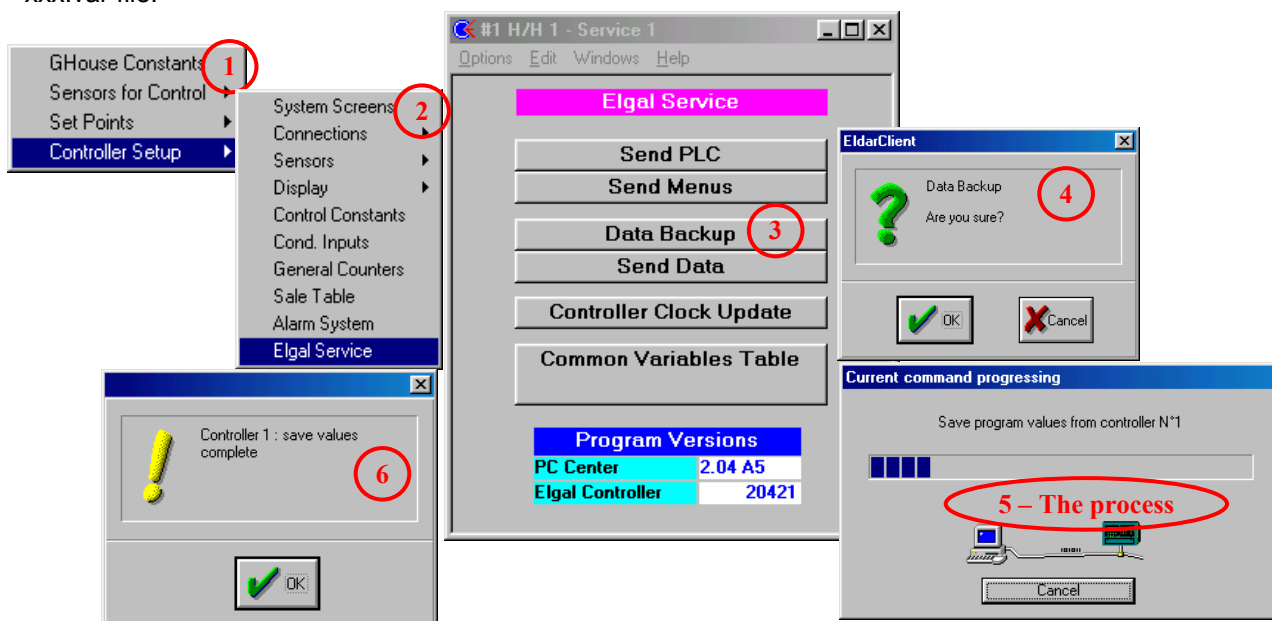 xxx.var file.
GHouse Constants
Sensors for Control
Set Points
Controller Setup
1
System Screens
Connections
Sensors
Display
Control Constants
Cond. Inputs
General Counters
Sale Table
Alarm System
Elgal Service
2
#1 H/H 1 - Service 1
Options Edit Windows Help
Elgal Service
Send PLC
Send Menus
Data Backup
3
Send Data
Controller Clock Update
Common Variables Table
Program Versions
PC Center 2.04 A5
Elgal Controller 20421
EldarClient
Data Backup
Are you sure?
4
OK Cancel
Current command progressing
Save program values from controller N°1
5 – The process
101011
Cancel
Controller 1 : save values
complete
6
OK